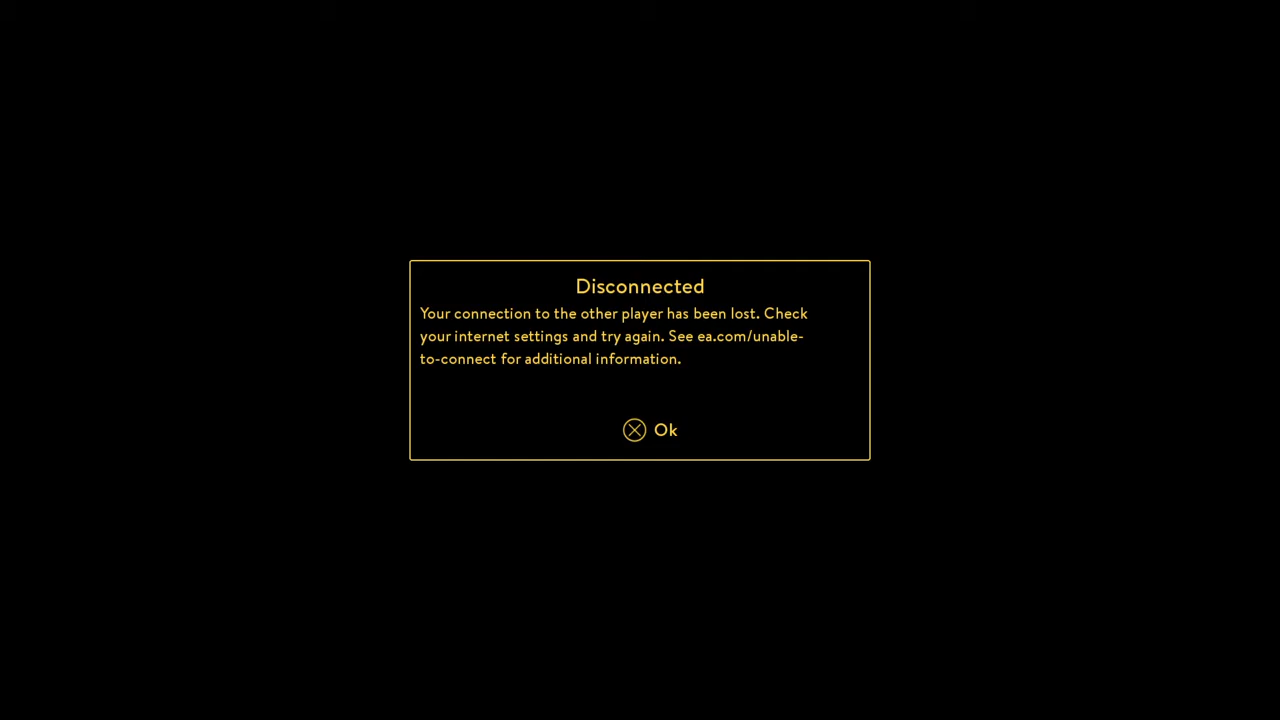 Disconnected
Your connection to the other player has been lost. Check
your internet settings and try again. See ea.com/unable-
to-connect for additional information.
Ok